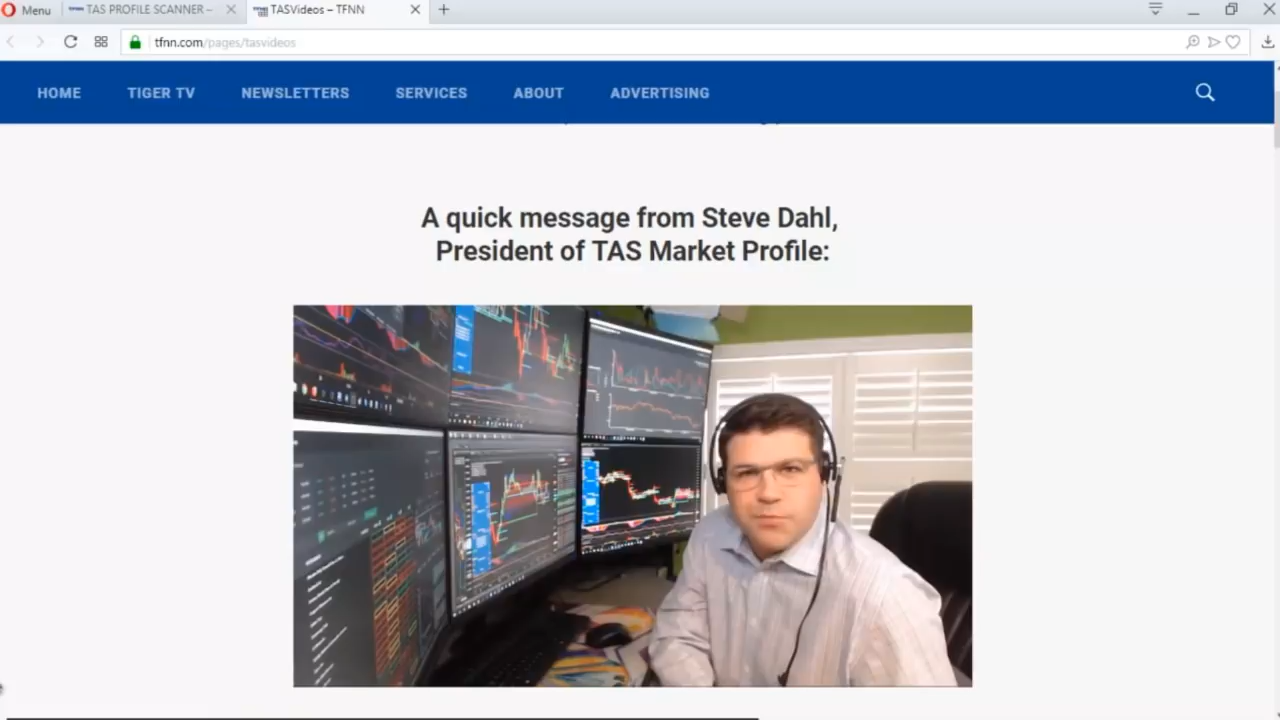 Menu
TAS PROFILE SCANNER –
TASVideos – TFNN
tfnn.com/pages/tasvideos
HOME
TIGER TV
NEWSLETTERS
SERVICES
ABOUT
ADVERTISING
A quick message from Steve Dahl,
President of TAS Market Profile: